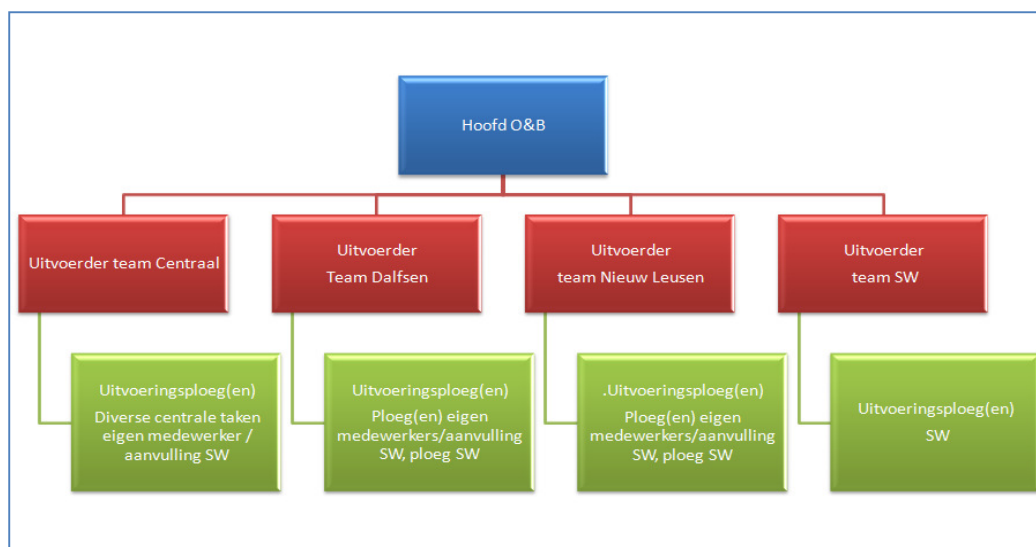 Hoofd O&B
Uitvoerder team Centraal
Uitvoerder
Team Dalfsen
Uitvoerder
team Nieuw Leusen
Uitvoerder
team SW
Uitvoeringsploeg(en)
Diverse centrale taken
eigen medewerker /
aanvulling SW
Uitvoeringsploeg(en)
Ploeg(en) eigen
medewerkers/aanvulling
SW, ploeg SW
.Uitvoeringsploeg(en)
Ploeg(en) eigen
medewerkers/aanvulling
SW, ploeg SW
Uitvoeringsploeg(en)
SW